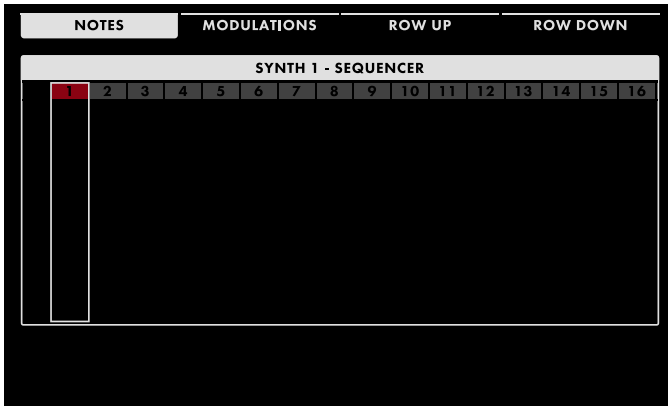 NOTES MODULATIONS ROW UP ROW DOWN
SYNTH 1 - SEQUENCER
1 2 3 4 5 6 7 8 9 10 11 12 13 14 15 16